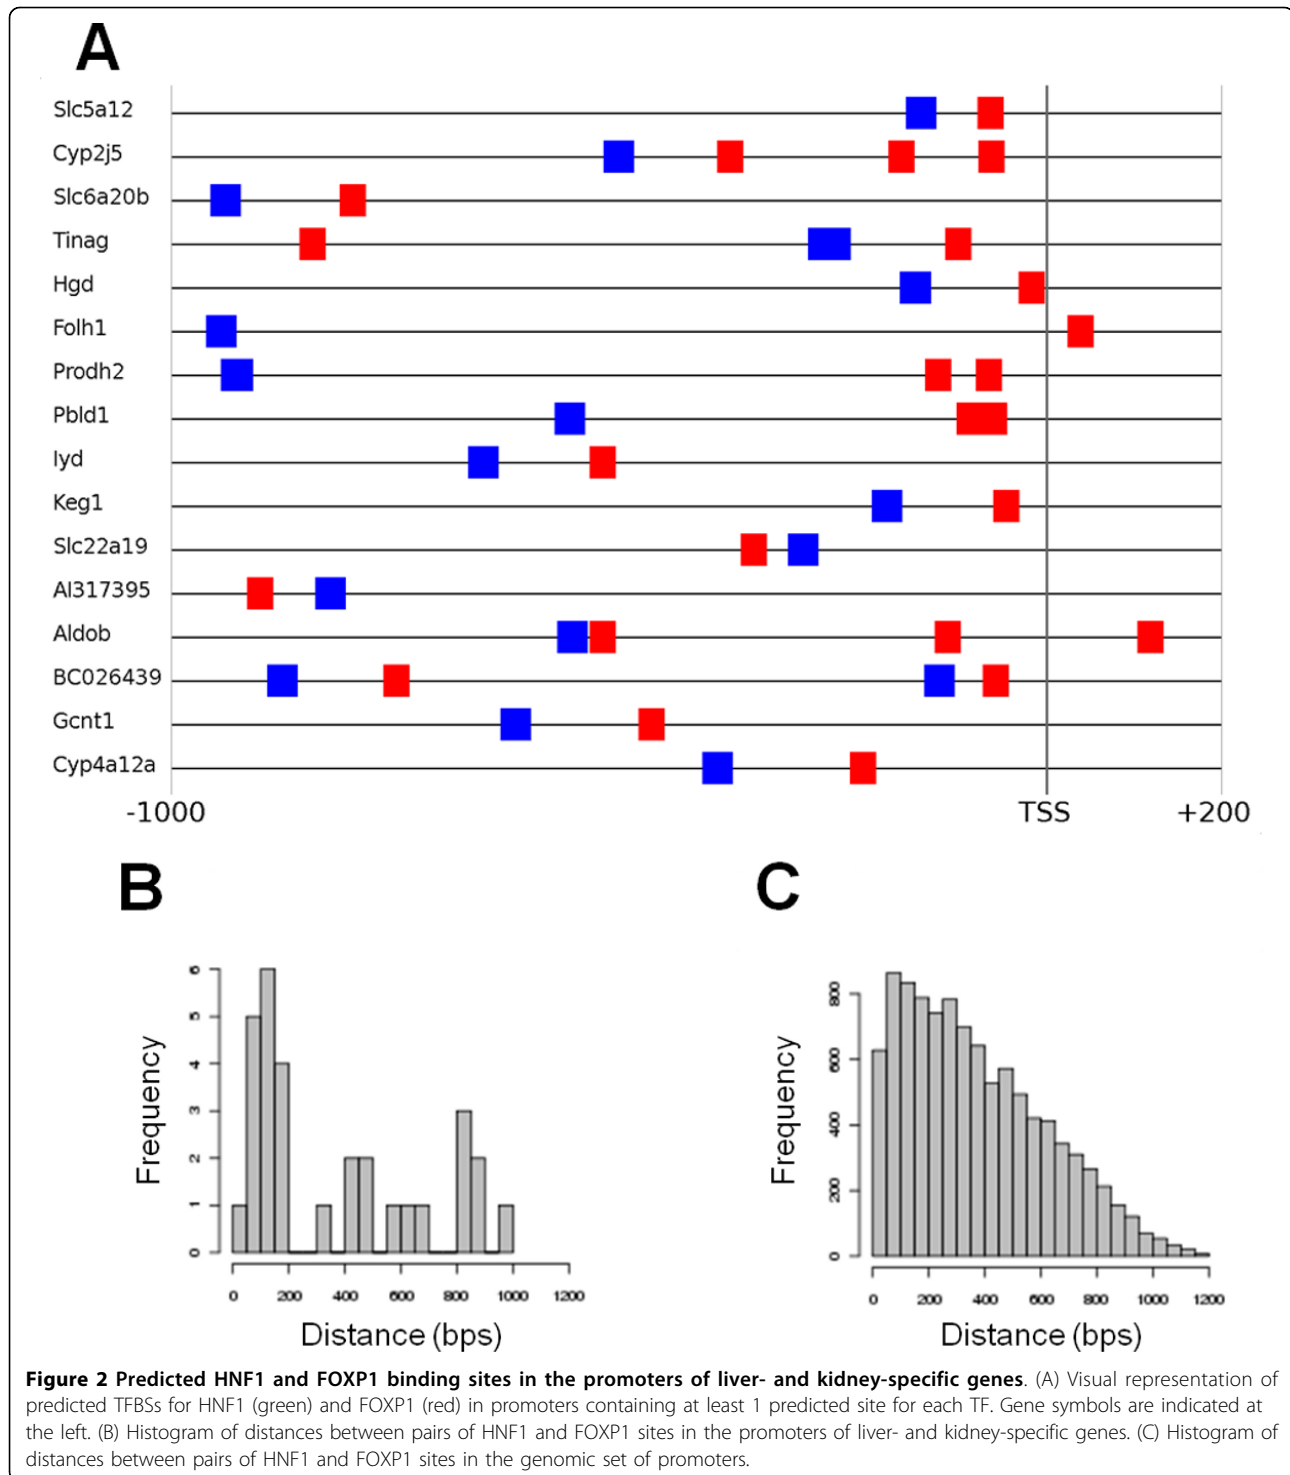 A
Slc5a12
Cyp2j5
Slc6a20b
Tinag
Hgd
Folh1
Prodh2
Pbld1
Iyd
Keg1
Slc22a19
AI317395
Aldob
BC026439
Gcnt1
Cyp4a12a
-1000
TSS
+200
B
Frequency
6
5
4
3
2
1
0
0 200 400 600 800 1000 1200
Distance (bps)
C
Frequency
800
600
400
200
0
0 200 400 600 800 1000 1200
Distance (bps)
Figure 2 Predicted HNF1 and FOXP1 binding sites in the promoters of liver- and kidney-specific genes. (A) Visual representation of
predicted TFBSs for HNF1 (green) and FOXP1 (red) in promoters containing at least 1 predicted site for each TF. Gene symbols are indicated at
the left. (B) Histogram of distances between pairs of HNF1 and FOXP1 sites in the promoters of liver- and kidney-specific genes. (C) Histogram of
distances between pairs of HNF1 and FOXP1 sites in the genomic set of promoters.